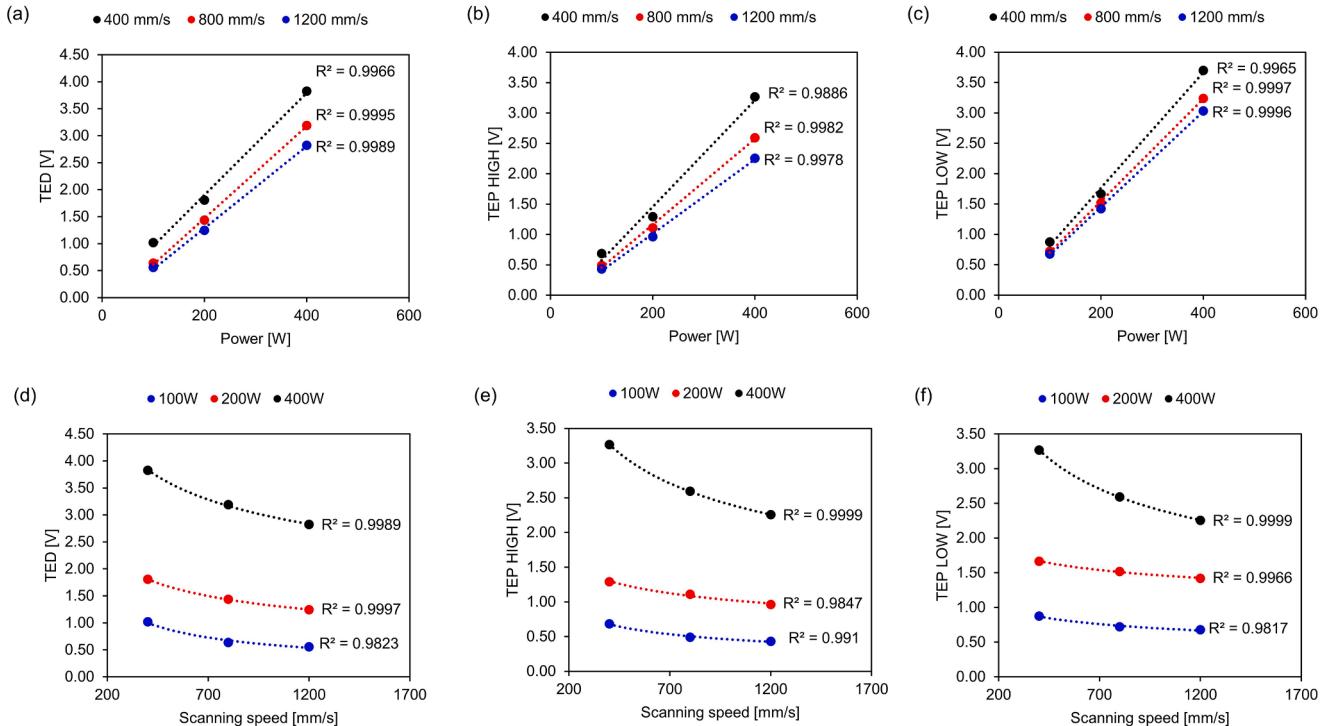 (a)
400 mm/s 800 mm/s 1200 mm/s
4.50
4.00
3.50
3.00
2.50
2.00
1.50
1.00
0.50
0.00
TED [V]
R² = 0.9966
R² = 0.9995
R² = 0.9989
0 200 400 600
Power [W]
(b)
400 mm/s 800 mm/s 1200 mm/s
4.00
3.50
3.00
2.50
2.00
1.50
1.00
0.50
0.00
TEP HIGH [V]
R² = 0.9886
R² = 0.9982
R² = 0.9978
0 200 400 600
Power [W]
(c)
400 mm/s 800 mm/s 1200 mm/s
4.00
3.50
3.00
2.50
2.00
1.50
1.00
0.50
0.00
TEP LOW [V]
R² = 0.9965
R² = 0.9997
R² = 0.9996
0 200 400 600
Power [W]
(d)
100W 200W 400W
4.50
4.00
3.50
3.00
2.50
2.00
1.50
1.00
0.50
0.00
TED [V]
R² = 0.9989
R² = 0.9997
R² = 0.9823
200 700 1200 1700
Scanning speed [mm/s]
(e)
100W 200W 400W
3.50
3.00
2.50
2.00
1.50
1.00
0.50
0.00
TEP HIGH [V]
R² = 0.9999
R² = 0.9847
R² = 0.991
200 700 1200 1700
Scanning speed [mm/s]
(f)
100W 200W 400W
3.50
3.00
2.50
2.00
1.50
1.00
0.50
0.00
TEP LOW [V]
R² = 0.9999
R² = 0.9966
R² = 0.9817
200 700 1200 1700
Scanning speed [mm/s]